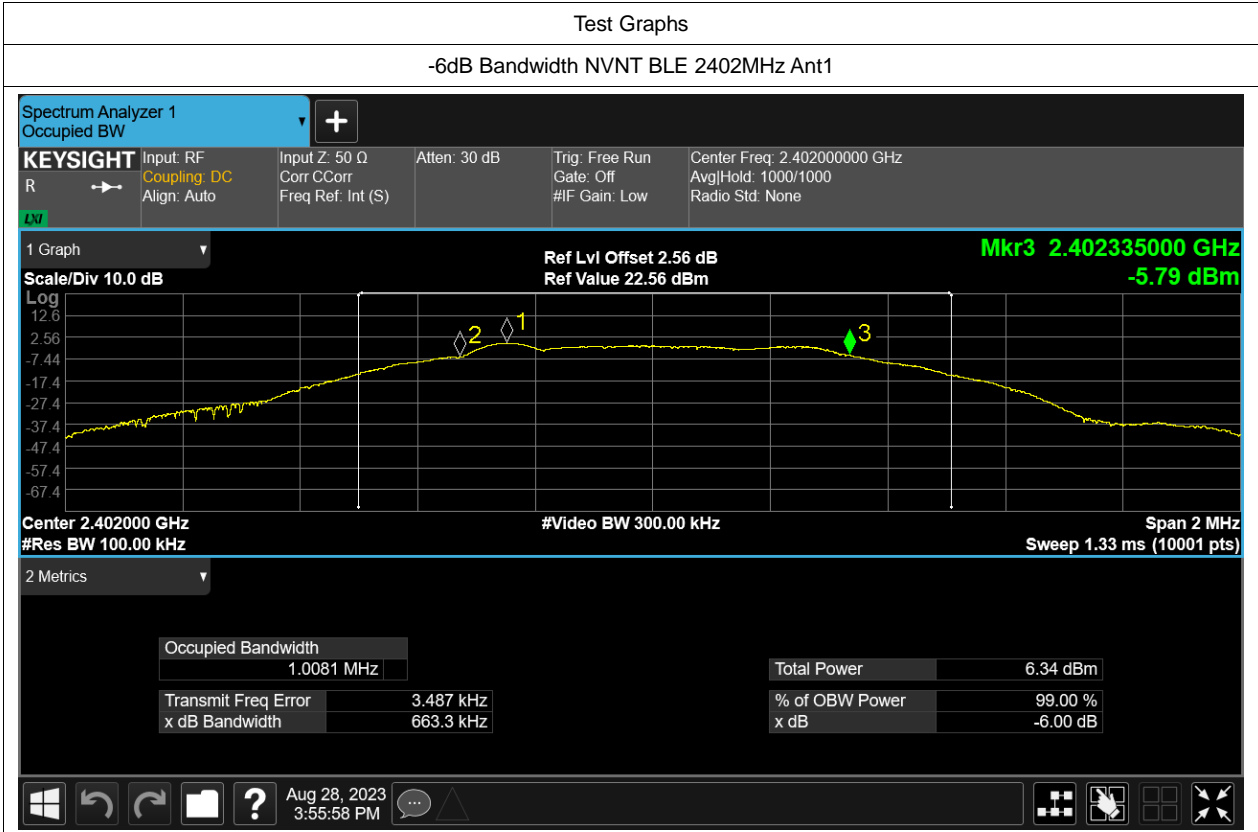 Test Graphs
-6dB Bandwidth NVNT BLE 2402MHz Ant1
Spectrum Analyzer 1
Occupied BW
KEYSIGHT
R
LXI
Input: RF
Coupling: DC
Align: Auto
Input Z: 50 Ω
Corr CCorr
Freq Ref: Int (S)
Atten: 30 dB
Trig: Free Run
Gate: Off
#IF Gain: Low
Center Freq: 2.402000000 GHz
Avg|Hold: 1000/1000
Radio Std: None
1 Graph
Scale/Div 10.0 dB
Ref Lvl Offset 2.56 dB
Ref Value 22.56 dBm
Mkr3 2.402335000 GHz
-5.79 dBm
Log
12.6
2.56
-7.44
-17.4
-27.4
-37.4
-47.4
-57.4
-67.4
2
1
3
Center 2.402000 GHz
#Res BW 100.00 kHz
#Video BW 300.00 kHz
Span 2 MHz
Sweep 1.33 ms (10001 pts)
2 Metrics
Occupied Bandwidth
1.0081 MHz
Transmit Freq Error 3.487 kHz
x dB Bandwidth 663.3 kHz
Total Power 6.34 dBm
% of OBW Power 99.00 %
x dB -6.00 dB
?
Aug 28, 2023
3:55:58 PM